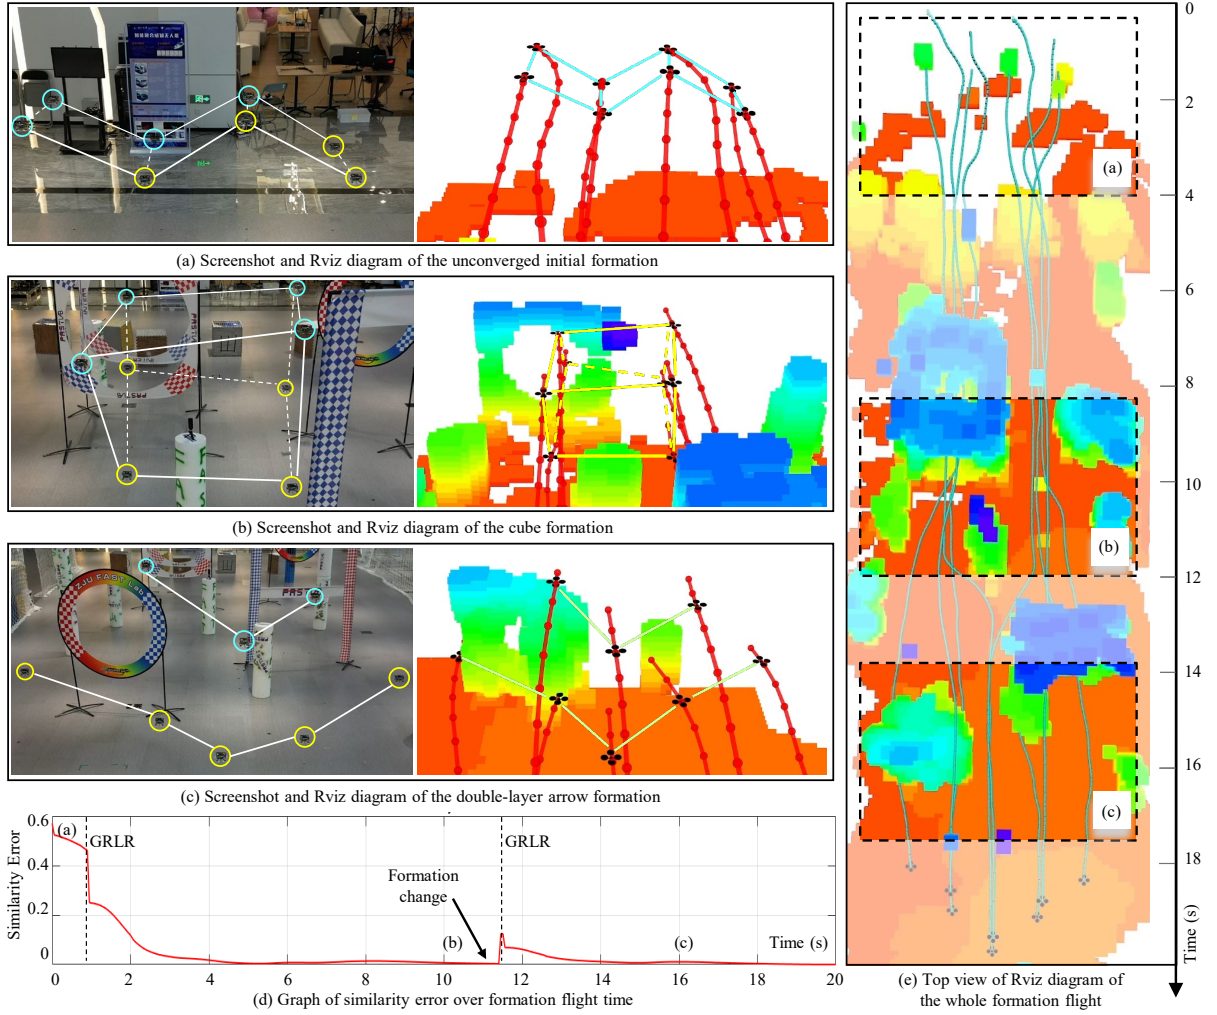 (a) Screenshot and Rviz diagram of the unconverged initial formation
(b) Screenshot and Rviz diagram of the cube formation
ZJU FAST Lab
(c) Screenshot and Rviz diagram of the double-layer arrow formation
Similarity Error
0.6
0.4
0.2
0
(a)
GRLR
Formation
change
GRLR
(b)
(c)
Time (s)
0 2 4 6 8 10 12 14 16 18 20
(d) Graph of similarity error over formation flight time
0
2
(a)
4
6
8
10
(b)
12
14
16
(c)
18
Time (s)
(e) Top view of Rviz diagram of
the whole formation flight